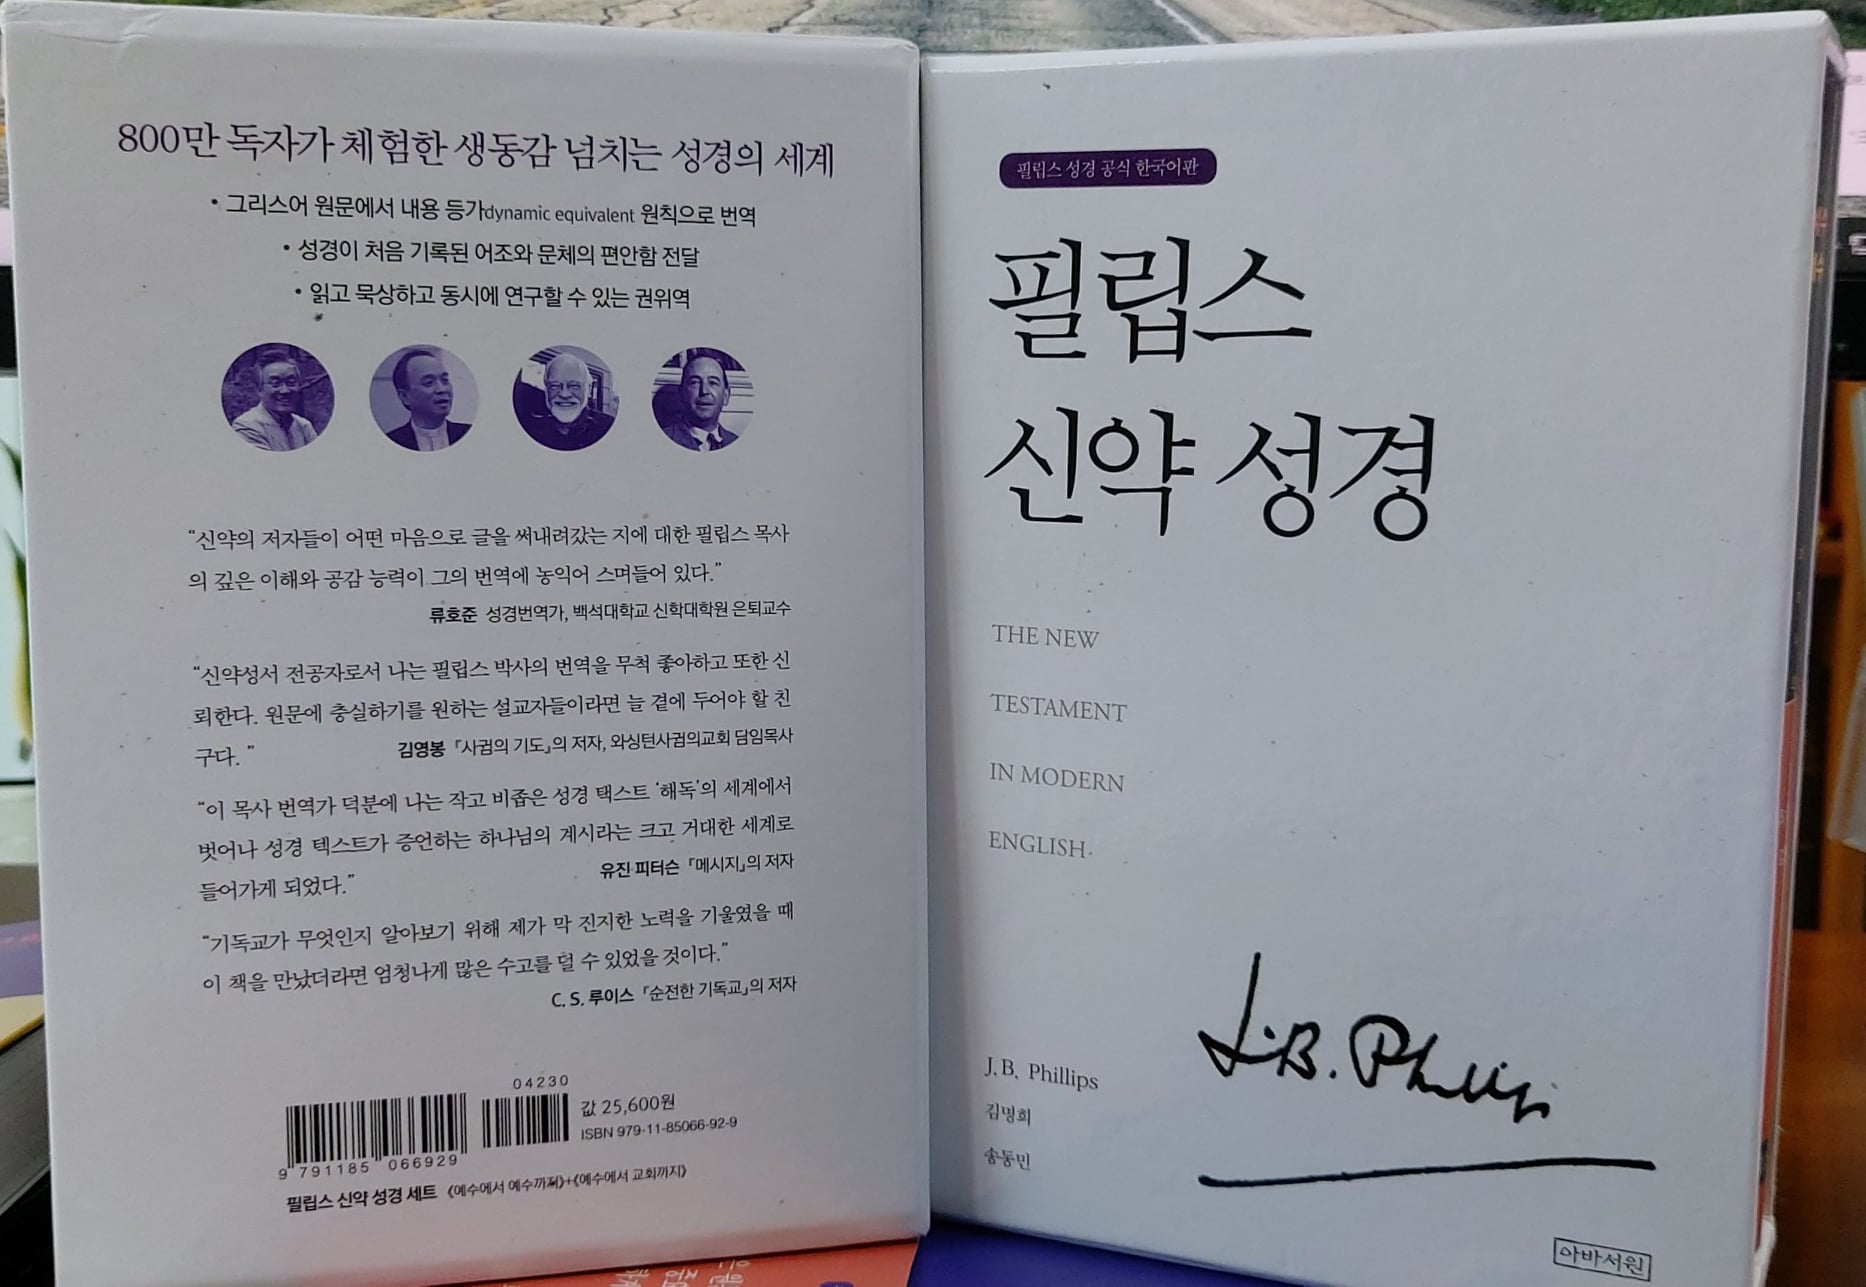 800만 독자가 체험한 생동감 넘치는 성경의 세계
• 그리스어 원문에서 내용 등가dynamic equivalent 원칙으로 번역
• 성경이 처음 기록된 어조와 문체의 편안함 전달
• 읽고 묵상하고 동시에 연구할 수 있는 권위역
“신약의 저자들이 어떤 마음으로 글을 써내려갔는 지에 대한 필립스 목사
의 깊은 이해와 공감 능력이 그의 번역에 농익어 스며들어 있다.”
류호준 성경번역가, 백석대학교 신학대학원 은퇴교수
“신약성서 전공자로서 나는 필립스 박사의 번역을 무척 좋아하고 또한 신
뢰한다. 원문에 충실하기를 원하는 설교자들이라면 늘 곁에 두어야 할 친
구다. ” 김영봉 『사귐의 기도』의 저자, 와싱턴사귐의교회 담임목사
“이 목사 번역가 덕분에 나는 작고 비좁은 성경 택스트 ‘해독’의 세계에서
벗어나 성경 텍스트가 증언하는 하나님의 계시라는 크고 거대한 세계로
들어가게 되었다.” 유진 피터슨 『메시지』의 저자
“기독교가 무엇인지 알아보기 위해 제가 막 진지한 노력을 기울였을 때
이 책을 만났더라면 엄청나게 많은 수고를 덜 수 있었을 것이다.”
C. S. 루이스 『순전한 기독교』의 저자
04230
값 25,600원
ISBN 979-11-85066-92-9
9 791185 066929
필립스 신약 성경 세트 《예수에서 예수까지》+《예수에서 교회까지》
필립스 성경 공식 한국어판
필립스
신약 성경
THE NEW
TESTAMENT
IN MODERN
ENGLISH
J.B. Phillips
J.B. Phillips
김명희
송동민
아바서원